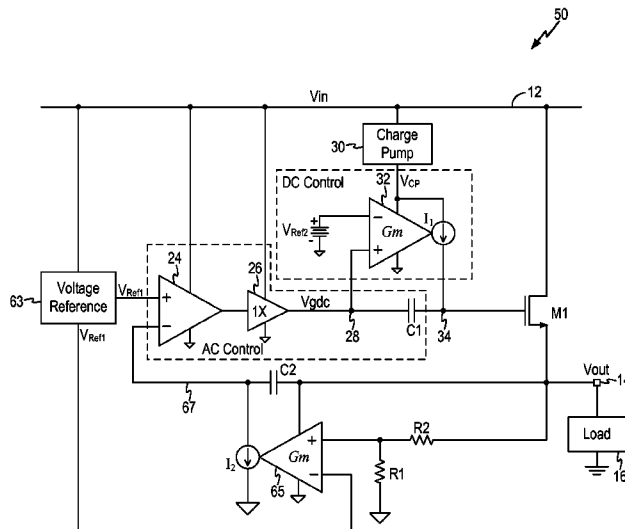 50
Vin
12
30
Charge
Pump
DC Control
VCP
32
VRef2
+
-
−
+
Gm
I1
24
26
63
Voltage
Reference
VRef1
+
−
1X
Vgdc
28
C1
34
M1
VRef1
AC Control
C2
67
Vout
14
R2
I2
Gm
+
−
65
R1
Load
16